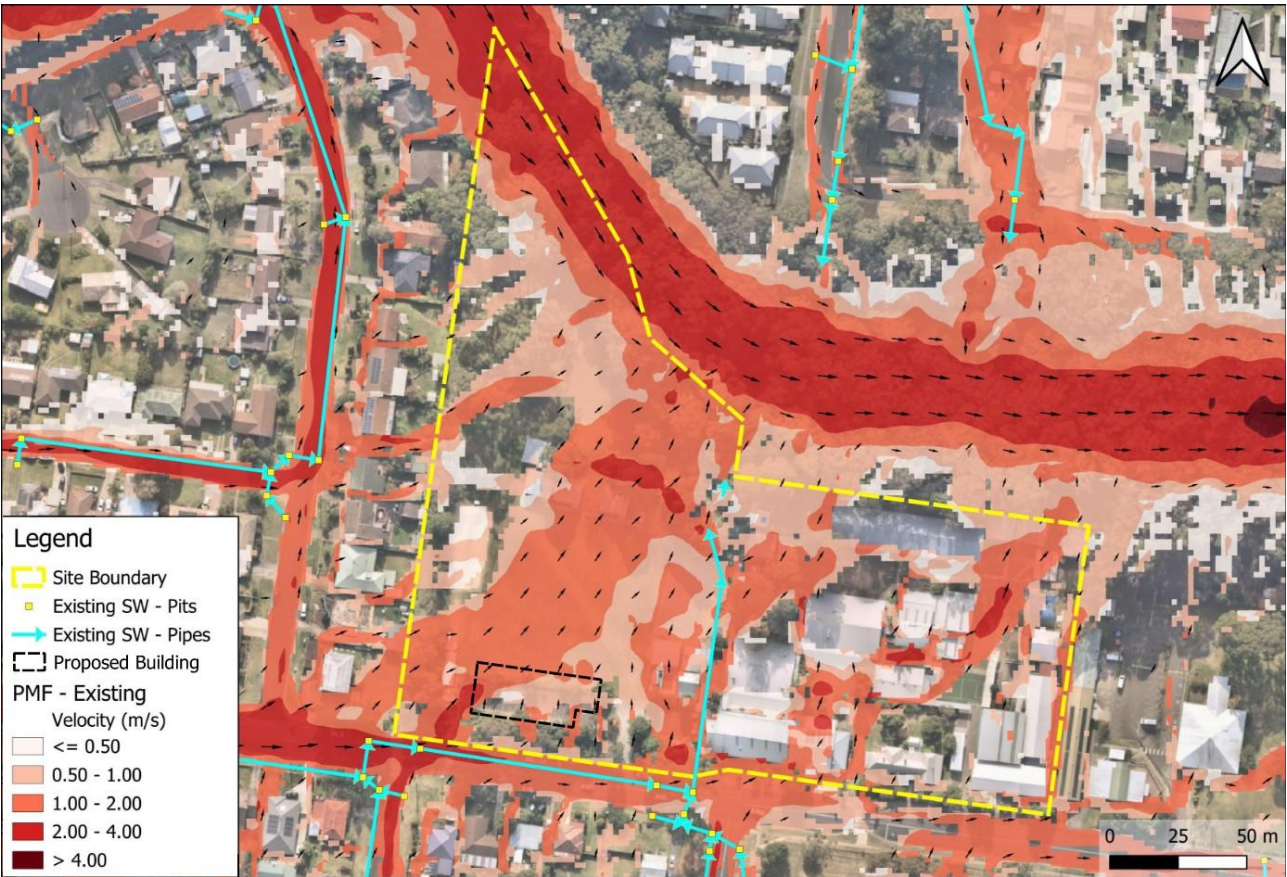 Legend
Site Boundary
Existing SW - Pits
Existing SW - Pipes
Proposed Building
PMF - Existing
Velocity (m/s)
<= 0.50
0.50 - 1.00
1.00 - 2.00
2.00 - 4.00
> 4.00
0 25 50 m